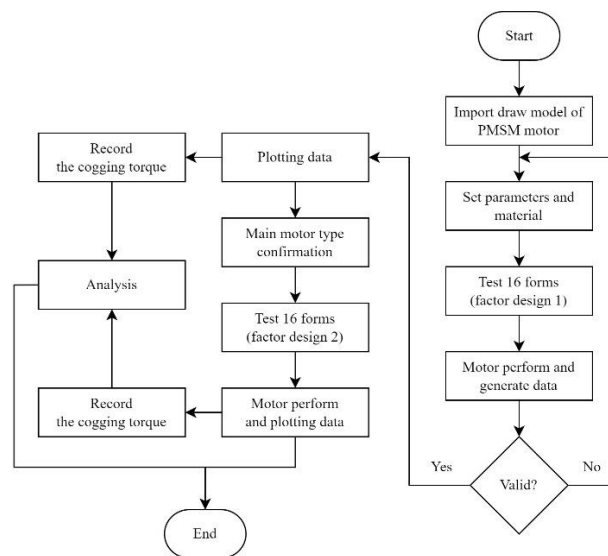 Start
Import draw model of
PMSM motor
Set parameters and
material
Test 16 forms
(factor design 1)
Motor perform and
generate data
Valid?
Yes
No
Plotting data
Record
the cogging torque
Main motor type
confirmation
Test 16 forms
(factor design 2)
Motor perform
and plotting data
Record
the cogging torque
Analysis
End